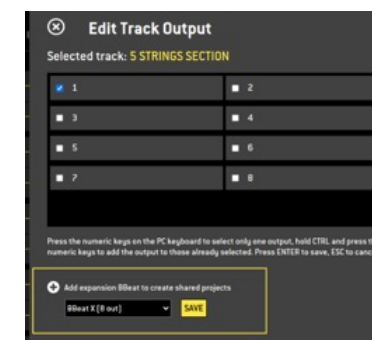 Edit Track Output
Selected track: 5 STRINGS SECTION
1 2
3 4
5 6
7 8
Press the numeric keys on the PC keyboard to select only one output, hold CTRL and press t
numeric keys to add the output to those already selected. Press ENTER to save, ESC to cance
Add expansion BBeat to create shared projects
BBeat X [8 out] SAVE